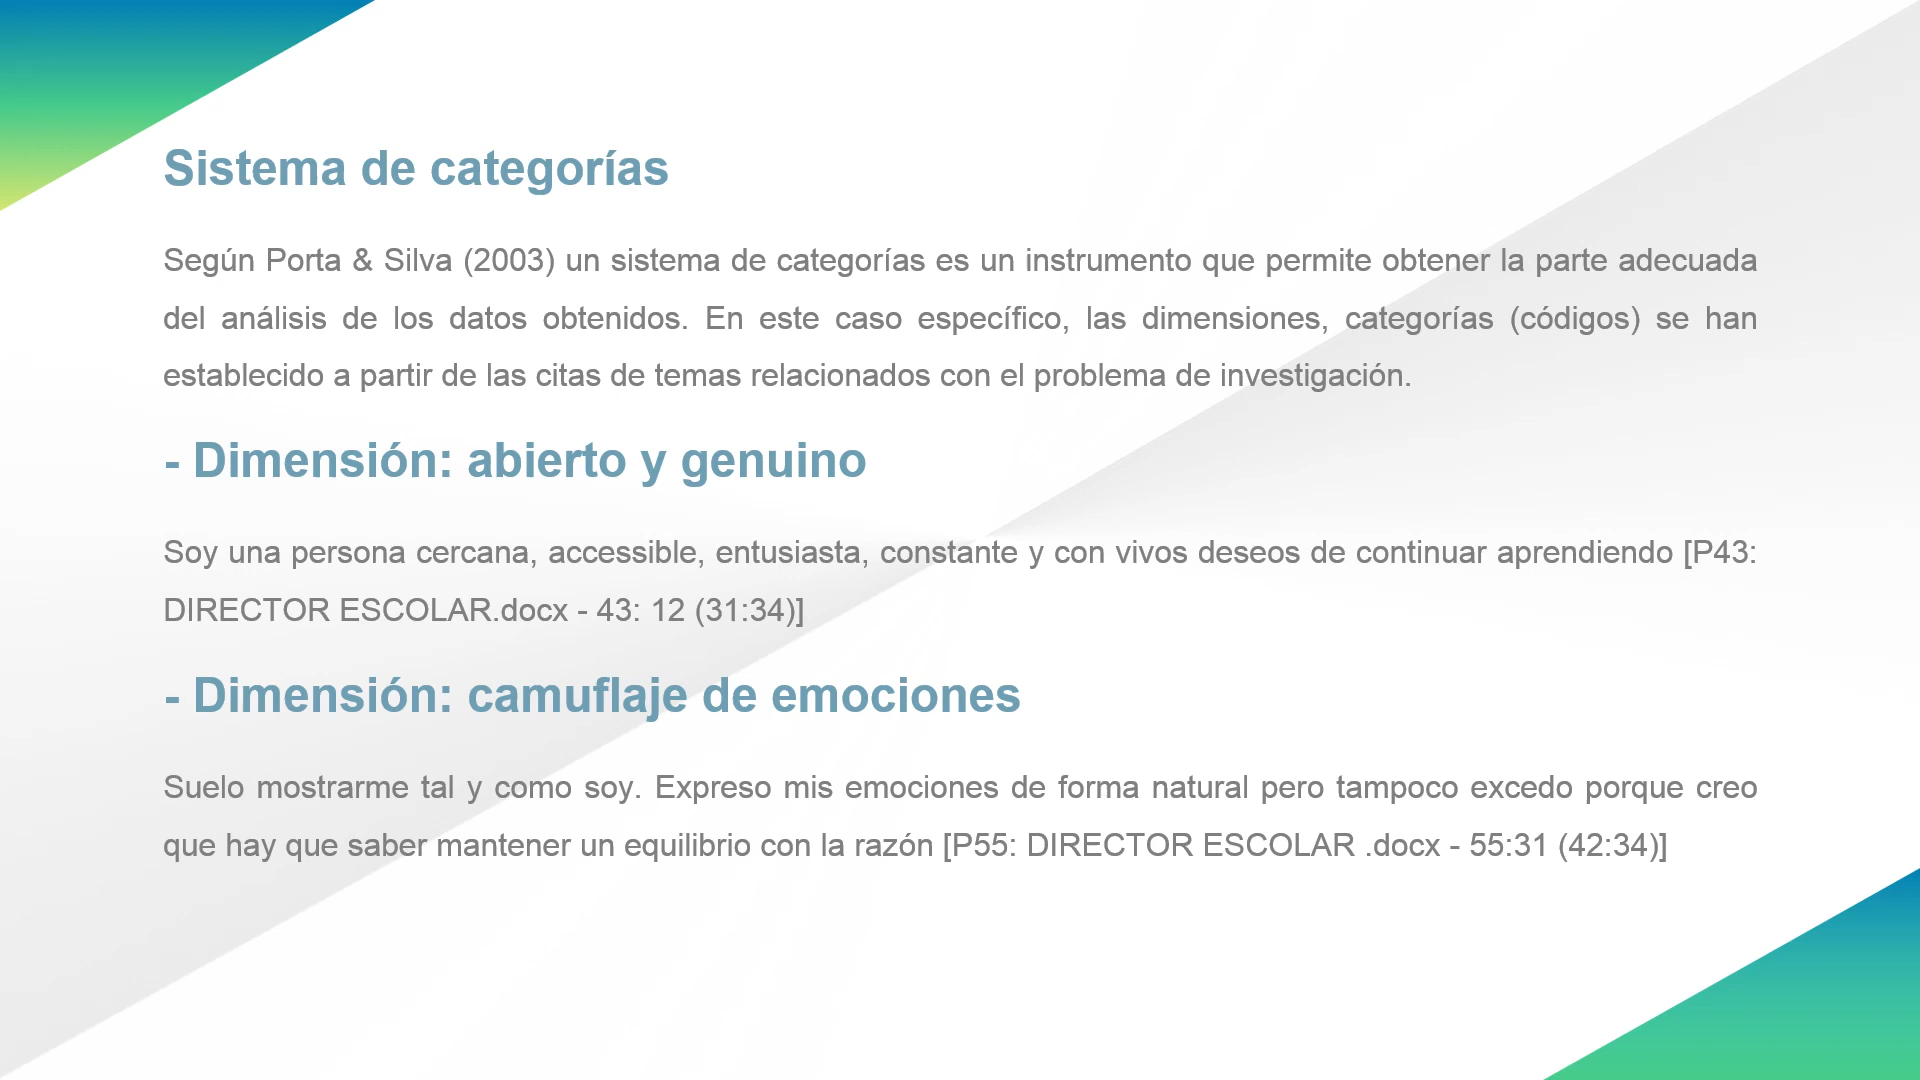 Sistema de categorías
Según Porta & Silva (2003) un sistema de categorías es un instrumento que permite obtener la parte adecuada
del análisis de los datos obtenidos. En este caso específico, las dimensiones, categorías (códigos) se han
establecido a partir de las citas de temas relacionados con el problema de investigación.
- Dimensión: abierto y genuino
Soy una persona cercana, accessible, entusiasta, constante y con vivos deseos de continuar aprendiendo [P43:
DIRECTOR ESCOLAR.docx - 43: 12 (31:34)]
- Dimensión: camuflaje de emociones
Suelo mostrarme tal y como soy. Expreso mis emociones de forma natural pero tampoco excedo porque creo
que hay que saber mantener un equilibrio con la razón [P55: DIRECTOR ESCOLAR .docx - 55:31 (42:34)]